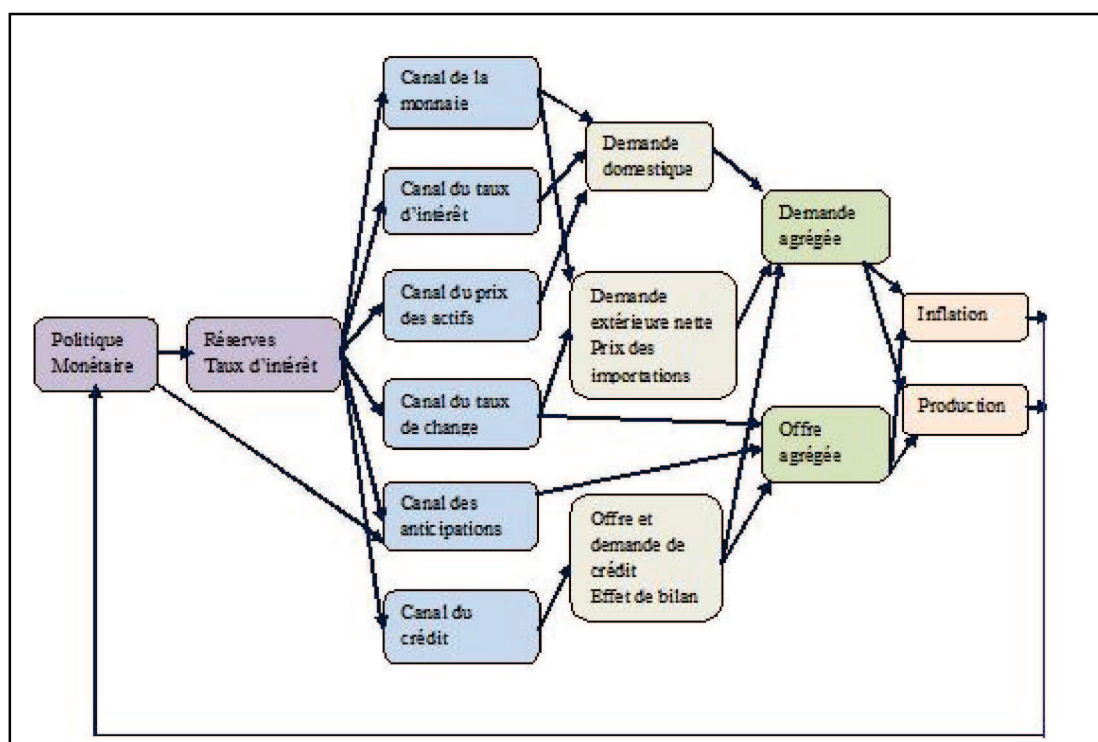 Politique
Monétaire
Réserves
Taux d'intérêt
Canal de la
monnaie
Canal du taux
d'intérêt
Canal du prix
des actifs
Canal du taux
de change
Canal des
anticipations
Canal du
crédit
Demande
domestique
Demande
extérieure nette
Prix des
importations
Offre et
demande de
crédit
Effet de bilan
Demande
agrégée
Offre
agrégée
Inflation
Production